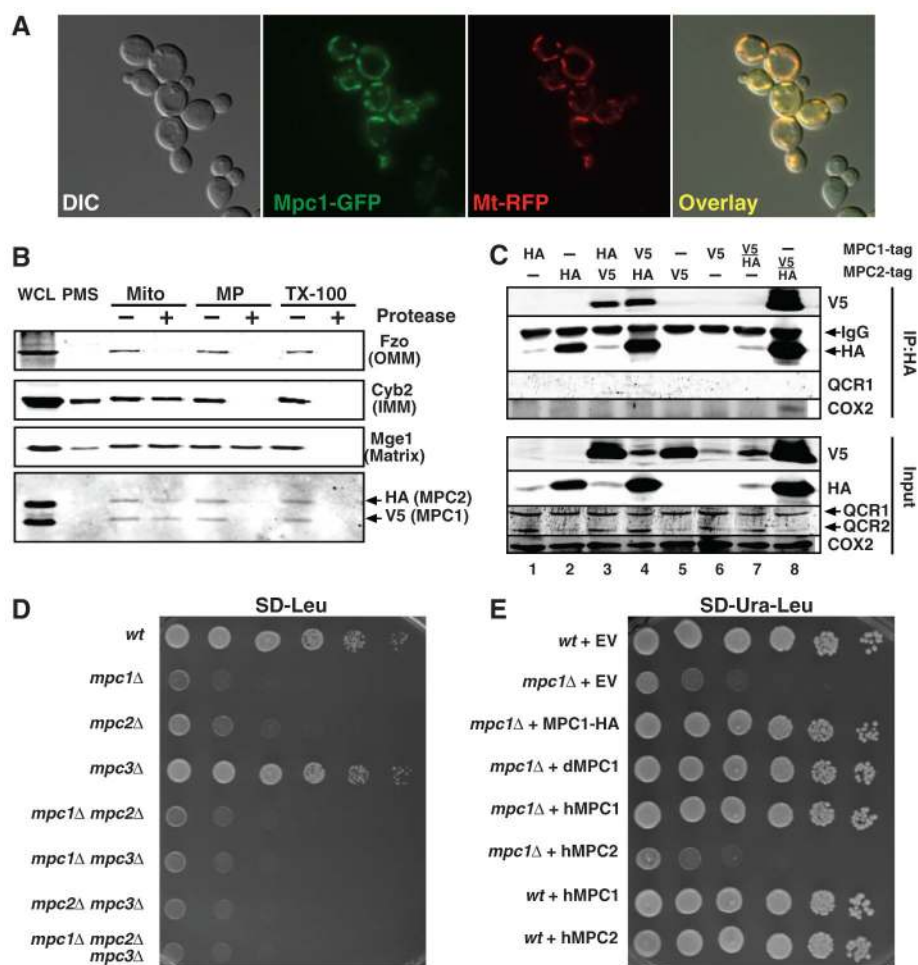 A
DIC
Mpc1-GFP
Mt-RFP
Overlay
B
WCL PMS Mito MP TX-100
− + − + − + Protease
Fzo
(OMM)
Cyb2
(IMM)
Mge1
(Matrix)
HA (MPC2)
V5 (MPC1)
C
HA − HA V5 − V5 V5/HA − MPC1-tag
− HA V5 HA V5 − − V5/HA MPC2-tag
V5
IgG
HA
QCR1
COX2
IP:HA
V5
HA
QCR1
QCR2
COX2
Input
1 2 3 4 5 6 7 8
D
SD-Leu
wt
mpc1Δ
mpc2Δ
mpc3Δ
mpc1Δ mpc2Δ
mpc1Δ mpc3Δ
mpc2Δ mpc3Δ
mpc1Δ mpc2Δ
mpc3Δ
E
SD-Ura-Leu
wt + EV
mpc1Δ + EV
mpc1Δ + MPC1-HA
mpc1Δ + dMPC1
mpc1Δ + hMPC1
mpc1Δ + hMPC2
wt + hMPC1
wt + hMPC2